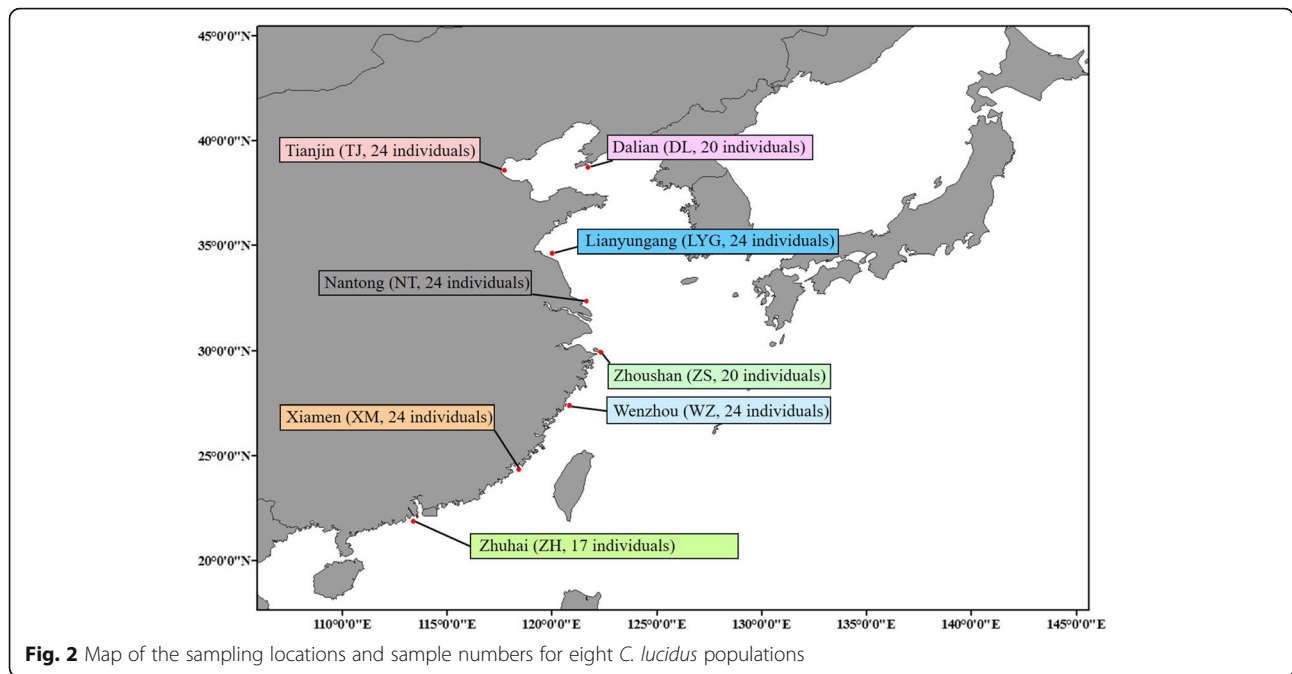 45°0'0"N
40°0'0"N
35°0'0"N
30°0'0"N
25°0'0"N
20°0'0"N
Tianjin (TJ, 24 individuals)
Dalian (DL, 20 individuals)
Lianyungang (LYG, 24 individuals)
Nantong (NT, 24 individuals)
Zhoushan (ZS, 20 individuals)
Wenzhou (WZ, 24 individuals)
Xiamen (XM, 24 individuals)
Zhuhai (ZH, 17 individuals)
110°0'0"E 115°0'0"E 120°0'0"E 125°0'0"E 130°0'0"E 135°0'0"E 140°0'0"E 145°0'0"E
Fig. 2 Map of the sampling locations and sample numbers for eight C. lucidus populations